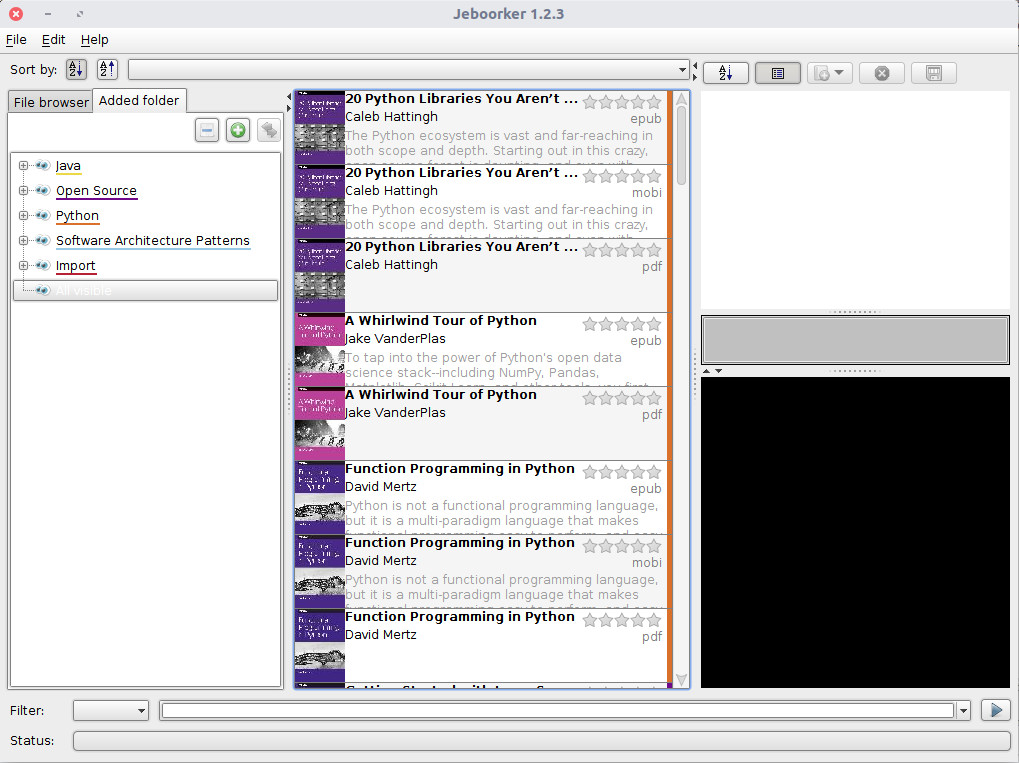 Jeboorker 1.2.3
File Edit Help
Sort by:
File browser
Added folder
Java
Open Source
Python
Software Architecture Patterns
Import
All visible
20 Python Libraries You Aren’t ...
Caleb Hattingh
epub
The Python ecosystem is vast and far-reaching in
both scope and depth. Starting out in this crazy,
20 Python Libraries You Aren’t ...
Caleb Hattingh
mobi
The Python ecosystem is vast and far-reaching in
both scope and depth. Starting out in this crazy,
20 Python Libraries You Aren’t ...
Caleb Hattingh
pdf
A Whirlwind Tour of Python
Jake VanderPlas
epub
To tap into the power of Python's open data
science stack--including NumPy, Pandas,
A Whirlwind Tour of Python
Jake VanderPlas
pdf
Function Programming in Python
David Mertz
epub
Python is not a functional programming language,
but it is a multi-paradigm language that makes
Function Programming in Python
David Mertz
mobi
Python is not a functional programming language,
but it is a multi-paradigm language that makes
Function Programming in Python
David Mertz
pdf
Filter:
Status: